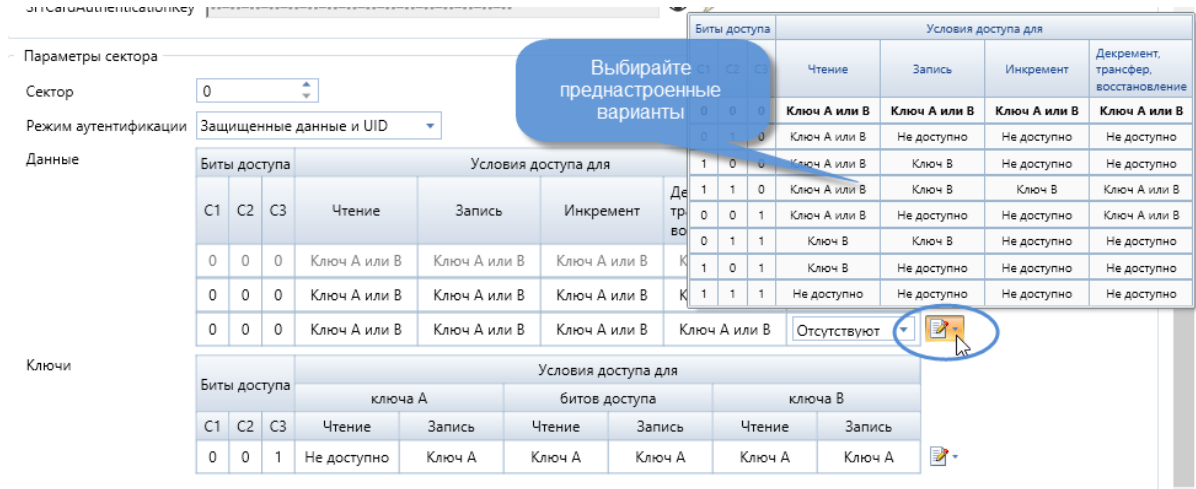 SHCardAuthenticationKey
Параметры сектора
Сектор 0
Режим аутентификации Защищенные данные и UID
Данные
Биты доступа Условия доступа для
C1 C2 C3 Чтение Запись Инкремент
0 0 0 Ключ A или B Ключ A или B Ключ A или B
0 0 0 Ключ A или B Ключ A или B Ключ A или B
0 0 0 Ключ A или B Ключ A или B Ключ A или B Ключ A или B Отсутствуют
Выбирайте
преднастроенные
варианты
Биты доступа Условия доступа для
C1 C2 C3 Чтение Запись Инкремент Декремент,
трансфер,
восстановление
0 0 0 Ключ A или B Ключ A или B Ключ A или B Ключ A или B
0 1 0 Ключ A или B Не доступно Не доступно Не доступно
1 0 0 Ключ A или B Ключ B Не доступно Не доступно
1 1 0 Ключ A или B Ключ B Ключ B Ключ A или B
0 0 1 Ключ A или B Не доступно Не доступно Ключ A или B
0 1 1 Ключ B Ключ B Не доступно Не доступно
1 0 1 Ключ B Не доступно Не доступно Не доступно
1 1 1 Не доступно Не доступно Не доступно Не доступно
Ключи
Биты доступа Условия доступа для
ключа A битов доступа ключа B
C1 C2 C3 Чтение Запись Чтение Запись Чтение Запись
0 0 1 Не доступно Ключ A Ключ A Ключ A Ключ A Ключ A